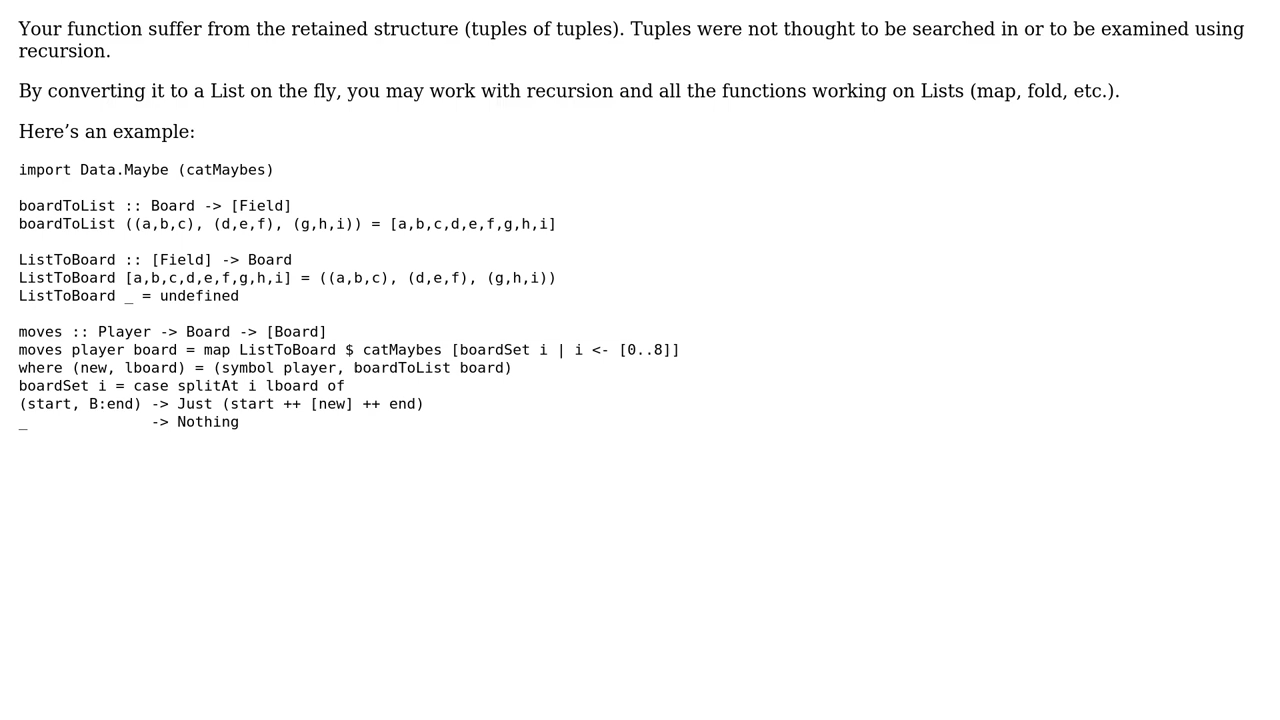 Your function suffer from the retained structure (tuples of tuples). Tuples were not thought to be searched in or to be examined using
recursion.
By converting it to a List on the fly, you may work with recursion and all the functions working on Lists (map, fold, etc.).
Here’s an example:
import Data.Maybe (catMaybes)
boardToList :: Board -> [Field]
boardToList ((a,b,c), (d,e,f), (g,h,i)) = [a,b,c,d,e,f,g,h,i]
ListToBoard :: [Field] -> Board
ListToBoard [a,b,c,d,e,f,g,h,i] = ((a,b,c), (d,e,f), (g,h,i))
ListToBoard _ = undefined
moves :: Player -> Board -> [Board]
moves player board = map ListToBoard $ catMaybes [boardSet i | i <- [0..8]]
where (new, lboard) = (symbol player, boardToList board)
boardSet i = case splitAt i lboard of
(start, B:end) -> Just (start ++ [new] ++ end)
_              -> Nothing